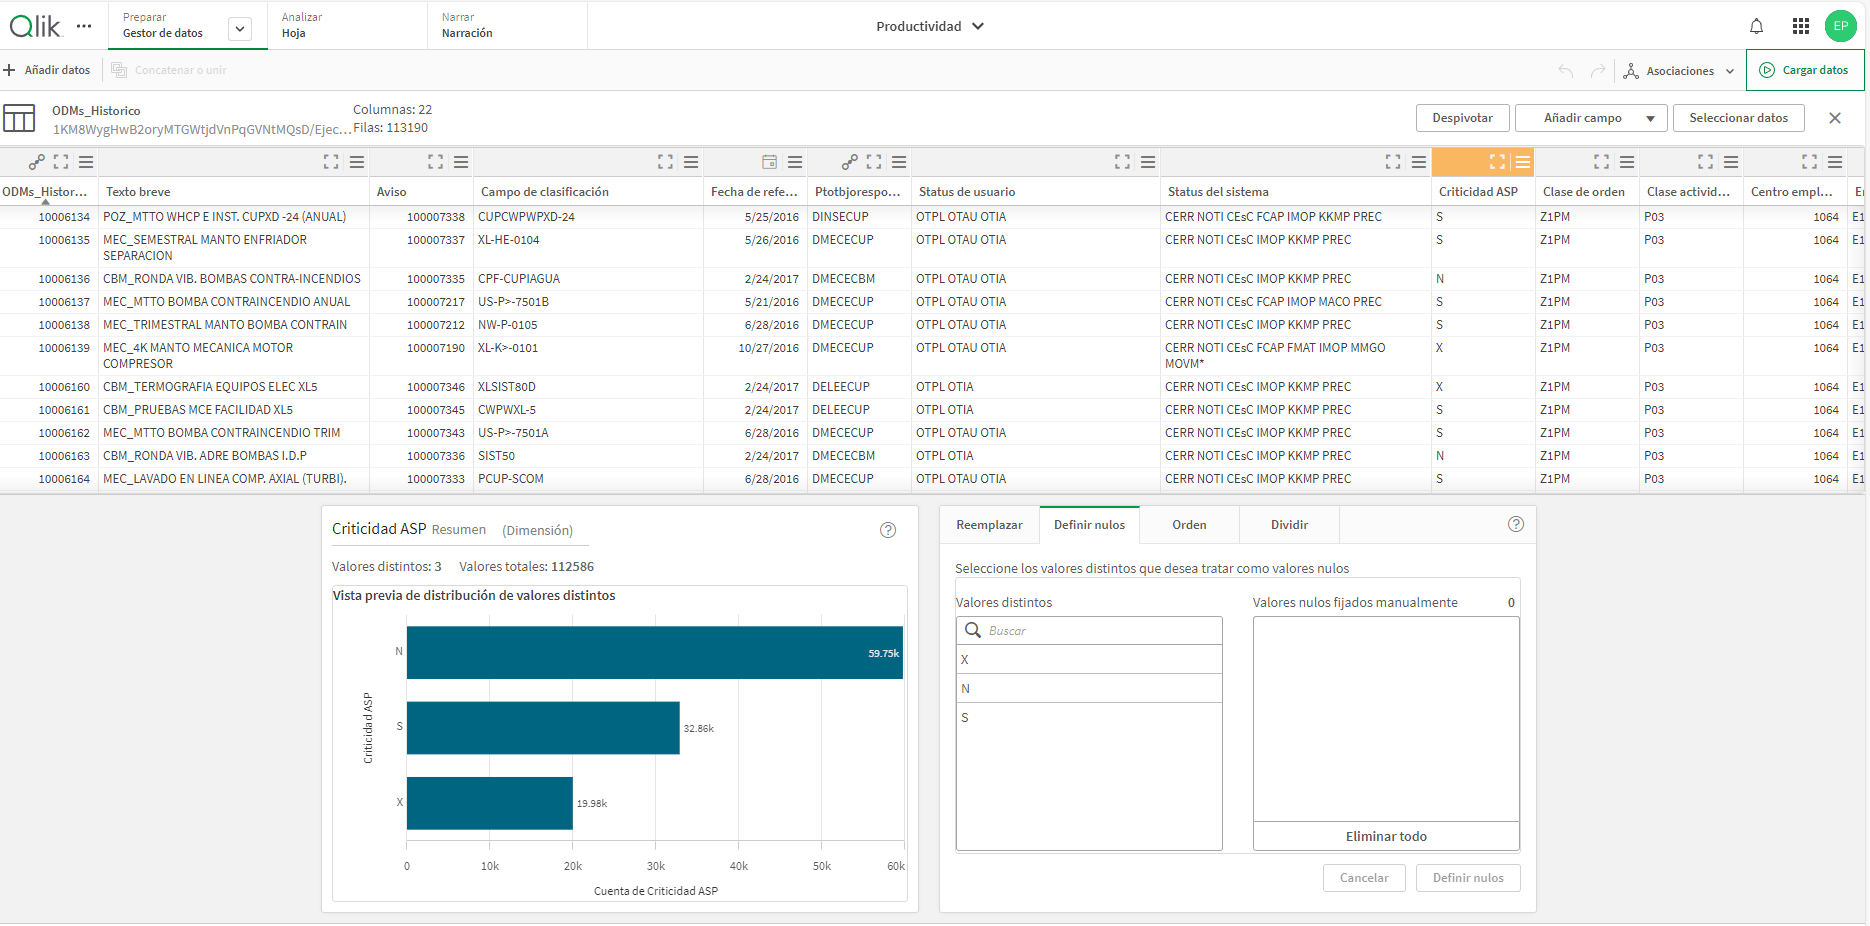 Qlik
Preparar
Gestor de datos
Analizar
Hoja
Narrar
Narración
Productividad
EP
Añadir datos
Concatenar o unir
Asociaciones
Cargar datos
ODMs_Historico
1KM8WygHwB2oryMTGWtjdVnPqGVNtMQsD/Ejec...
Columnas: 22
Filas: 113190
Despivotar
Añadir campo
Seleccionar datos
ODMs_Histor... Texto breve Aviso Campo de clasificación Fecha de refe... Ptotbjorespo... Status de usuario Status del sistema Criticidad ASP Clase de orden Clase activid... Centro empl...
10006134 POZ_MTTO WHCP E INST. CUPXD -24 (ANUAL) 100007338 CUPCWPWPXD-24 5/25/2016 DINSECUP OTPL OTAU OTIA CERR NOTI CEsC FCAP IMOP KKMP PREC S Z1PM P03 1064 E1
10006135 MEC_SEMESTRAL MANTO ENFRIADOR 100007337 XL-HE-0104 5/26/2016 DMECECUP OTPL OTAU OTIA CERR NOTI CEsC IMOP KKMP PREC S Z1PM P03 1064 E1
SEPARACION
10006136 CBM_RONDA VIB. BOMBAS CONTRA-INCENDIOS 100007335 CPF-CUPIAGUA 2/24/2017 DMECECBM OTPL OTAU OTIA CERR NOTI CEsC IMOP KKMP PREC N Z1PM P03 1064 E1
10006137 MEC_MTTO BOMBA CONTRAINCENDIO ANUAL 100007217 US-P>-7501B 5/21/2016 DMECECUP OTPL OTAU OTIA CERR NOTI CEsC FCAP IMOP MACO PREC S Z1PM P03 1064 E1
10006138 MEC_TRIMESTRAL MANTO BOMBA CONTRAIN 100007212 NW-P-0105 6/28/2016 DMECECUP OTPL OTAU OTIA CERR NOTI CEsC IMOP KKMP PREC S Z1PM P03 1064 E1
10006139 MEC_4K MANTO MECANICA MOTOR 100007190 XL-K>-0101 10/27/2016 DMECECUP OTPL OTAU OTIA CERR NOTI CEsC FCAP FMAT IMOP MMGO X Z1PM P03 1064 E1
COMPRESOR MOVM*
10006160 CBM_TERMOGRAFIA EQUIPOS ELEC XL5 100007346 XLSIST80D 2/24/2017 DELEECUP OTPL OTIA CERR NOTI CEsC IMOP KKMP PREC X Z1PM P03 1064 E1
10006161 CBM_PRUEBAS MCE FACILIDAD XL5 100007345 CWPWXL-5 2/24/2017 DELEECUP OTPL OTIA CERR NOTI CEsC IMOP KKMP PREC S Z1PM P03 1064 E1
10006162 MEC_MTTO BOMBA CONTRAINCENDIO TRIM 100007343 US-P>-7501A 6/28/2016 DMECECUP OTPL OTAU OTIA CERR NOTI CEsC IMOP KKMP PREC S Z1PM P03 1064 E1
10006163 CBM_RONDA VIB. ADRE BOMBAS I.D.P 100007336 SIST50 2/24/2017 DMECECBM OTPL OTIA CERR NOTI CEsC IMOP KKMP PREC N Z1PM P03 1064 E1
10006164 MEC_LAVADO EN LINEA COMP. AXIAL (TURBI). 100007333 PCUP-SCOM 6/28/2016 DMECECUP OTPL OTAU OTIA CERR NOTI CEsC IMOP KKMP PREC S Z1PM P03 1064 E1
Criticidad ASP Resumen (Dimensión)
Valores distintos: 3 Valores totales: 112586
Vista previa de distribución de valores distintos
Criticidad ASP
N 59.75k
S 32.86k
X 19.98k
0 10k 20k 30k 40k 50k 60k
Cuenta de Criticidad ASP
Reemplazar Definir nulos Orden Dividir
Seleccione los valores distintos que desea tratar como valores nulos
Valores distintos
Buscar
X
N
S
Valores nulos fijados manualmente 0
Eliminar todo
Cancelar Definir nulos